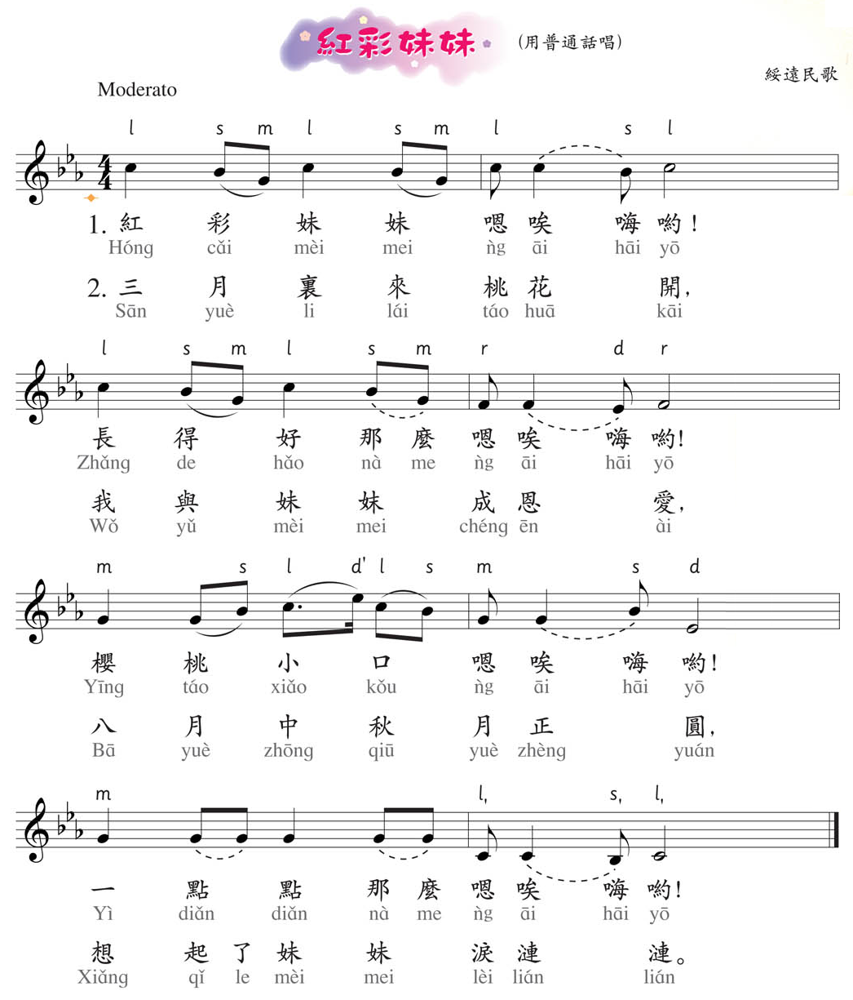 紅彩妹妹 (用普通話唱)
綏遠民歌
Moderato
l s m l s m l s l
4/4
1. 紅 彩 妹 妹 嗯 唉 嗨 喲！
Hóng cǎi mèi mei ǹg āi hāi yō
2. 三 月 裏 來 桃 花 開，
Sān yuè li lái táo huā kāi
l s m l s m r d r
長 得 好 那 麼 嗯 唉 嗨 喲！
Zhǎng de hǎo nà me ǹg āi hāi yō
我 與 妹 妹 成 恩 愛，
Wǒ yǔ mèi mei chéng ēn ài
m s l d' l s m s d
櫻 桃 小 口 嗯 唉 嗨 喲！
Yīng táo xiǎo kǒu ǹg āi hāi yō
八 月 中 秋 月 正 圓，
Bā yuè zhōng qiū yuè zhèng yuán
m l, s, l,
一 點 點 那 麼 嗯 唉 嗨 喲！
Yì diǎn diǎn nà me ǹg āi hāi yō
想 起 了 妹 妹 淚 漣 漣。
Xiǎng qǐ le mèi mei lèi lián lián